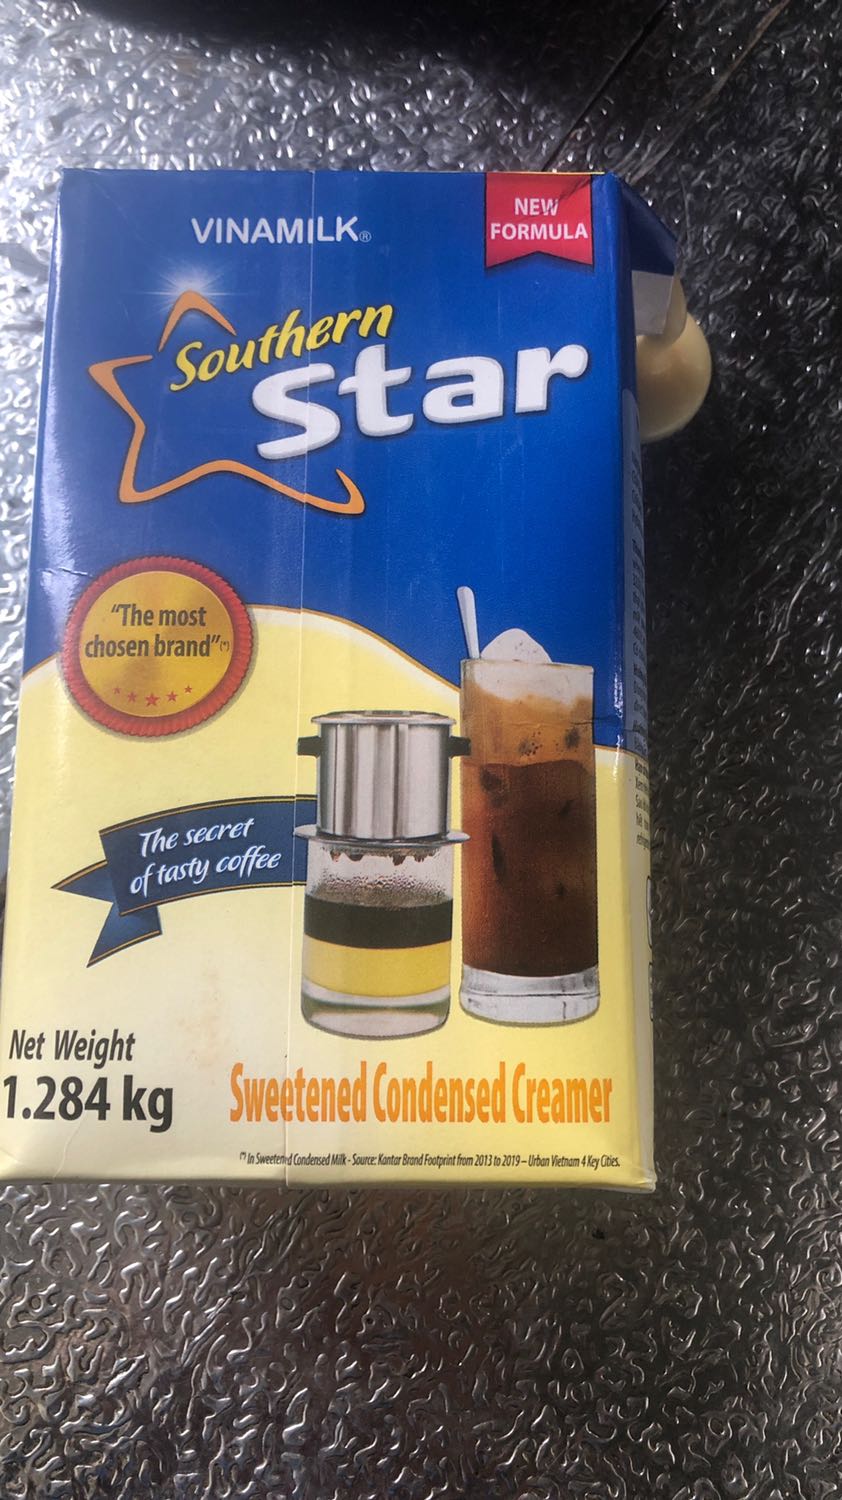 VINAMILK®
NEW
FORMULA
Southern
Star
"The most
chosen brand"(*)
The secret
of tasty coffee
Net Weight
1.284 kg
Sweetened Condensed Creamer
(*) In Sweetened Condensed Milk - Source: Kantar Brand Footprint from 2013 to 2019 – Urban Vietnam 4 Key Cities.